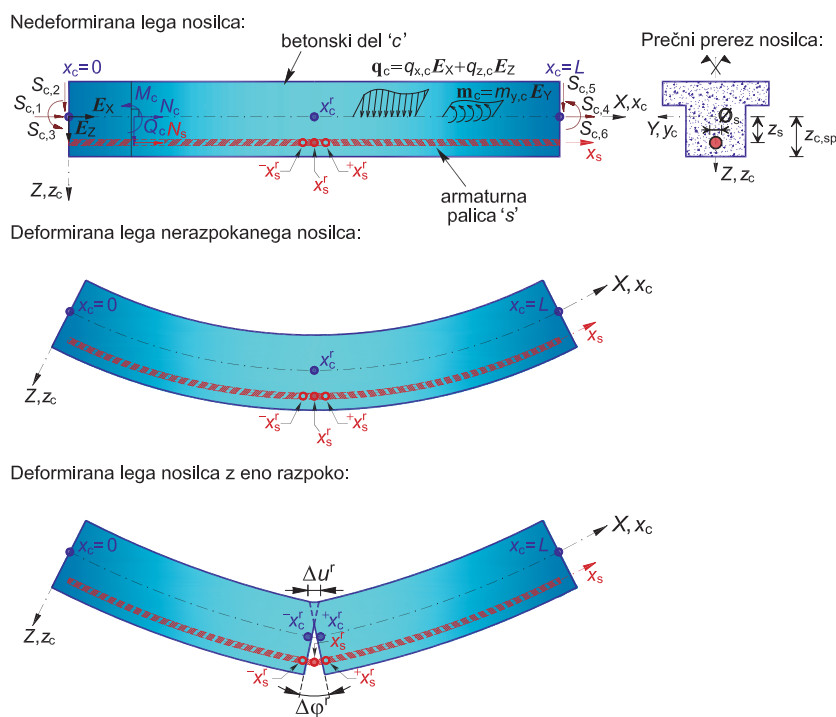 Nedeformirana lega nosilca:
betonski del 'c'
Prečni prerez nosilca:
x_c=0
q_c=q_x,c E_X+q_z,c E_Z
x_c=L
S_c,2
S_c,5
M_c
m_c=m_y,c E_Y
S_c,1
E_X
N_c
x_c^r
S_c,4
X, x_c
Y, y_c
Ø_s
z_s
z_c,sp
S_c,3
E_Z
Q_c
N_s
S_c,6
x_s
^-x_s^r
x_s^r
^+x_s^r
Z, z_c
Z, z_c
armaturna
palica 's'
Deformirana lega nerazpokanega nosilca:
x_c=0
x_c=L
X, x_c
x_s
x_c^r
Z, z_c
^-x_s^r
x_s^r
^+x_s^r
Deformirana lega nosilca z eno razpoko:
x_c=0
Δu^r
x_c=L
X, x_c
x_s
^-x_c^r
^+x_c^r
x_s^r
Z, z_c
^-x_s^r
^+x_s^r
Δφ^r